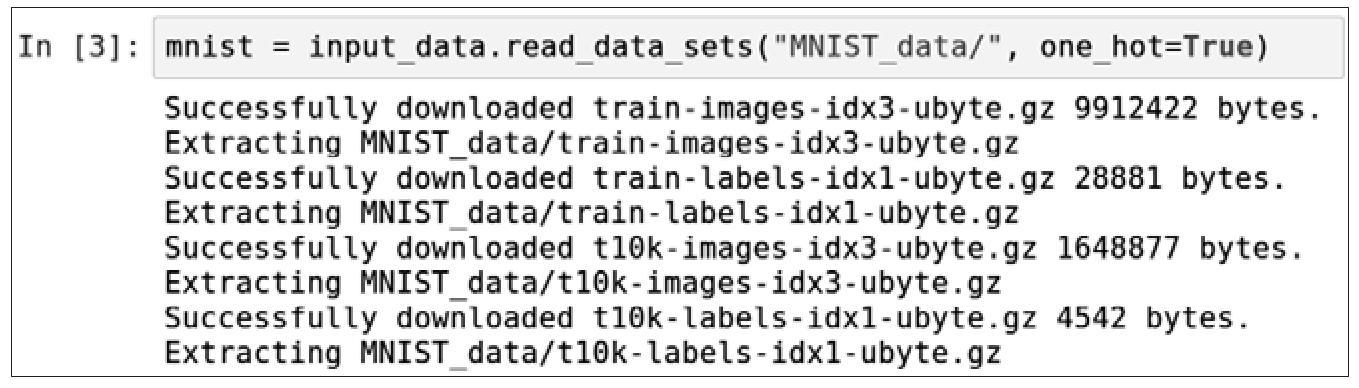 In [3]: mnist = input_data.read_data_sets("MNIST_data/", one_hot=True)
Successfully downloaded train-images-idx3-ubyte.gz 9912422 bytes.
Extracting MNIST_data/train-images-idx3-ubyte.gz
Successfully downloaded train-labels-idx1-ubyte.gz 28881 bytes.
Extracting MNIST_data/train-labels-idx1-ubyte.gz
Successfully downloaded t10k-images-idx3-ubyte.gz 1648877 bytes.
Extracting MNIST_data/t10k-images-idx3-ubyte.gz
Successfully downloaded t10k-labels-idx1-ubyte.gz 4542 bytes.
Extracting MNIST_data/t10k-labels-idx1-ubyte.gz